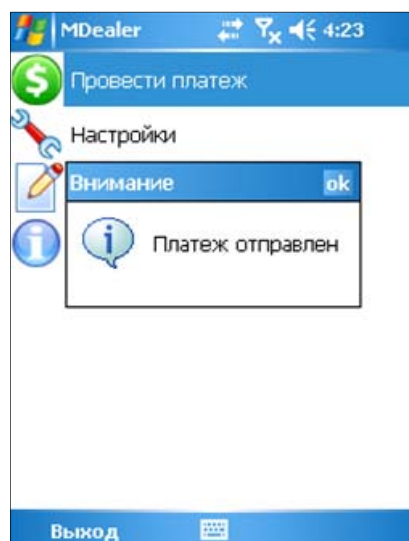 MDealer 4:23
Провести платеж
Настройки
Внимание ok
Платеж отправлен
Выход